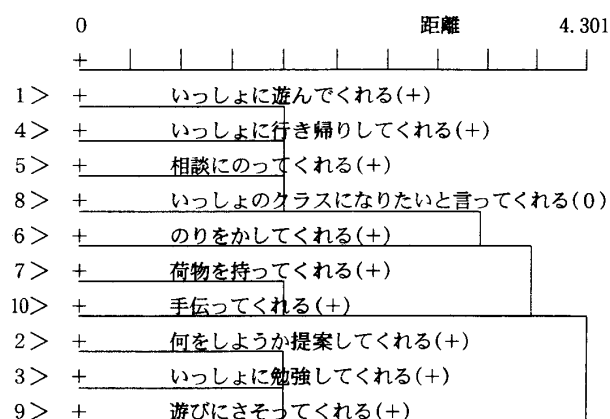 0 距離 4.301
+
1> + いっしょに遊んでくれる(+)
4> + いっしょに行き帰りしてくれる(+)
5> + 相談にのってくれる(+)
8> + いっしょのクラスになりたいと言ってくれる(0)
6> + のりをかしてくれる(+)
7> + 荷物を持ってくれる(+)
10> + 手伝ってくれる(+)
2> + 何をしようか提案してくれる(+)
3> + いっしょに勉強してくれる(+)
9> + 遊びにさそってくれる(+)